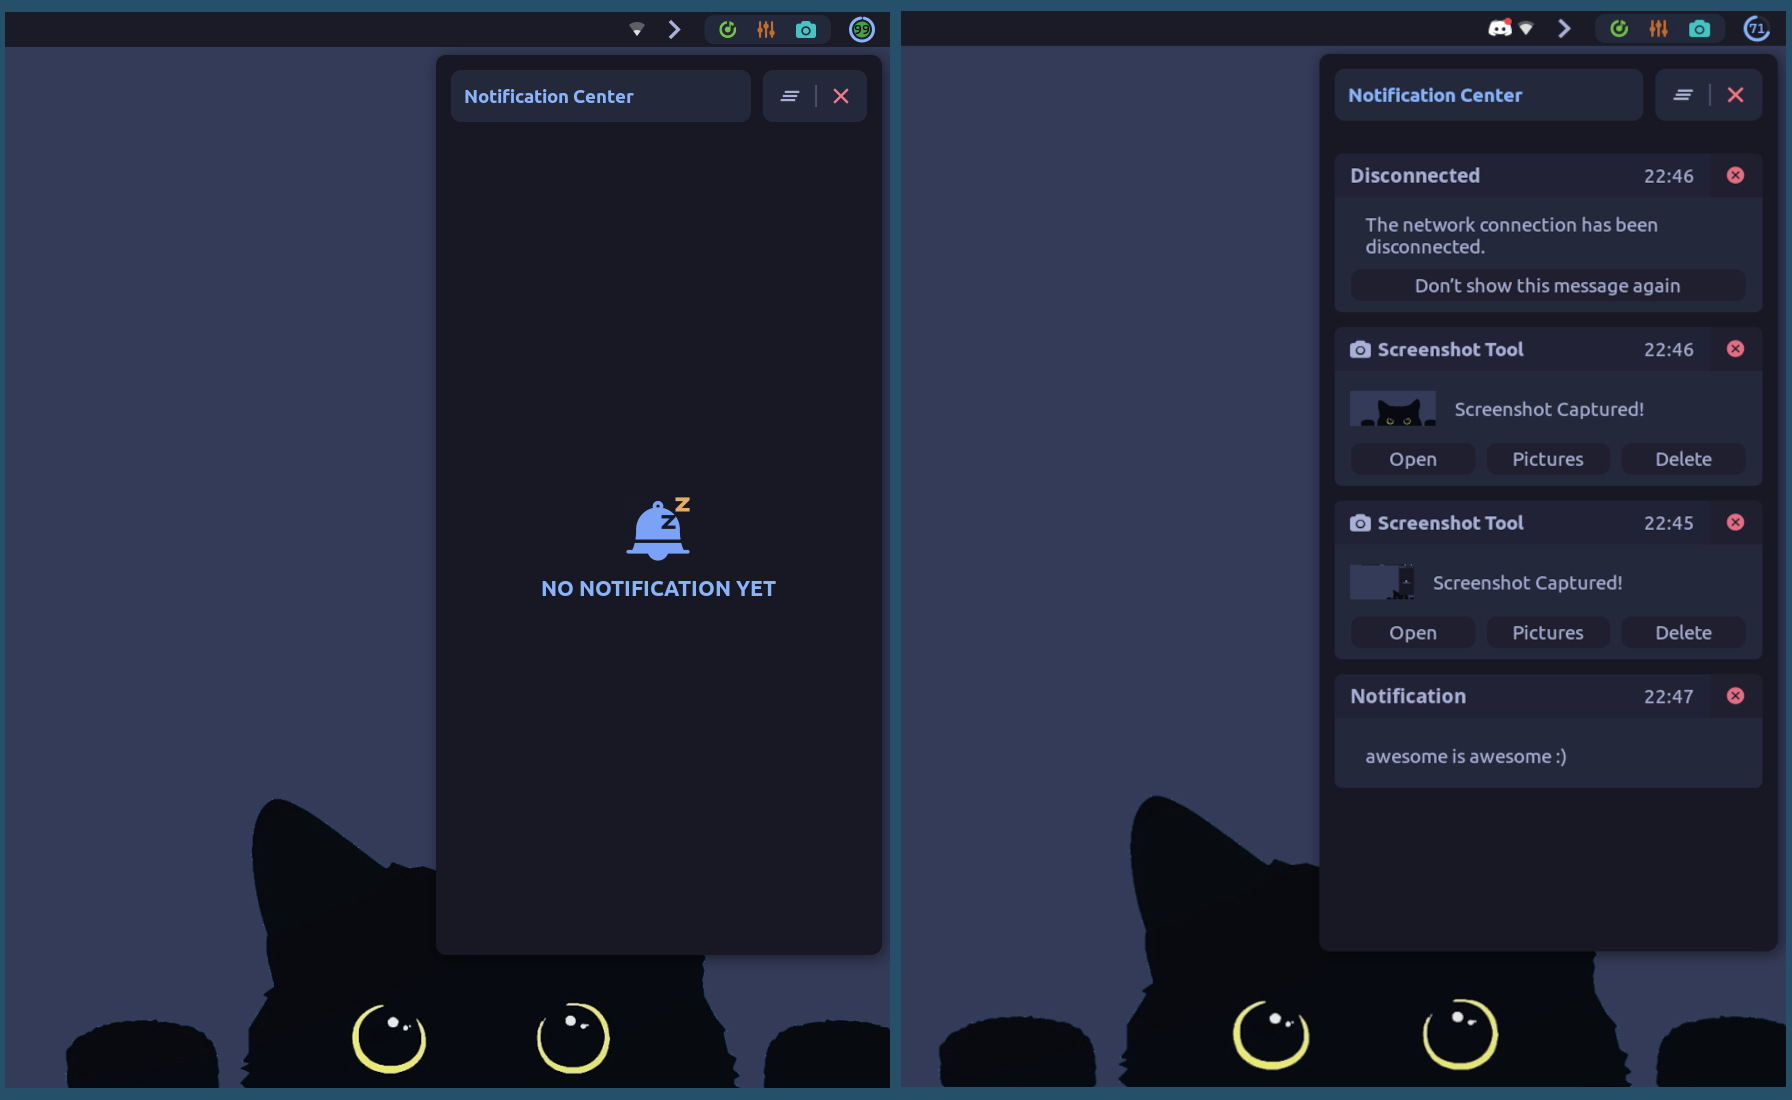 99
Notification Center
Z
Z
NO NOTIFICATION YET
71
Notification Center
Disconnected 22:46
The network connection has been
disconnected.
Don't show this message again
Screenshot Tool 22:46
Screenshot Captured!
Open Pictures Delete
Screenshot Tool 22:45
Screenshot Captured!
Open Pictures Delete
Notification 22:47
awesome is awesome :)